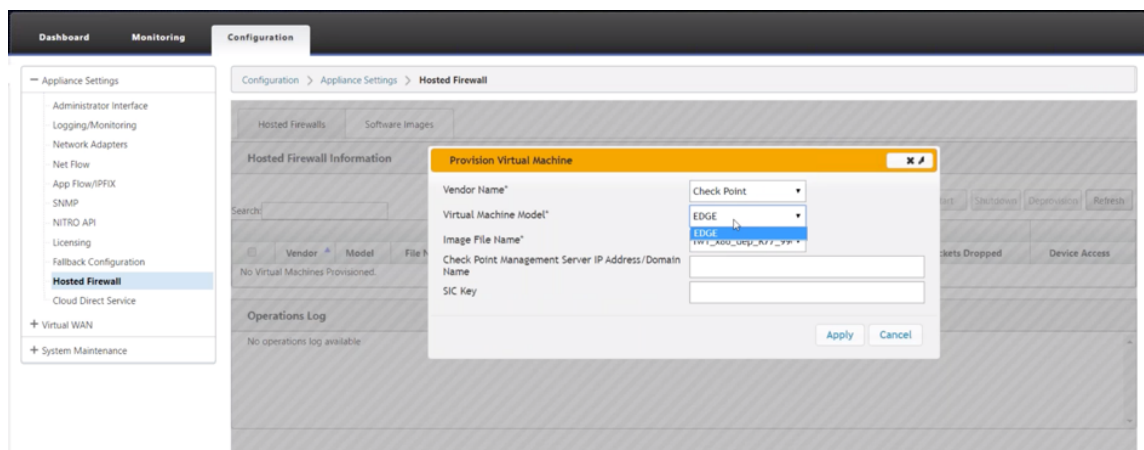 Dashboard Monitoring Configuration
Appliance Settings
Administrator Interface
Logging/Monitoring
Network Adapters
Net Flow
App Flow/IPFIX
SNMP
NITRO API
Licensing
Fallback Configuration
Hosted Firewall
Cloud Direct Service
+ Virtual WAN
+ System Maintenance
Configuration > Appliance Settings > Hosted Firewall
Hosted Firewalls Software Images
Hosted Firewall Information
Search:
Shutdown Deprovision Refresh
Vendor Model File N
ckets Dropped Device Access
No Virtual Machines Provisioned.
Operations Log
No operations log available
Provision Virtual Machine
Vendor Name* Check Point
Virtual Machine Model* EDGE
EDGE
Image File Name*
Check Point Management Server IP Address/Domain
Name
SIC Key
Apply Cancel